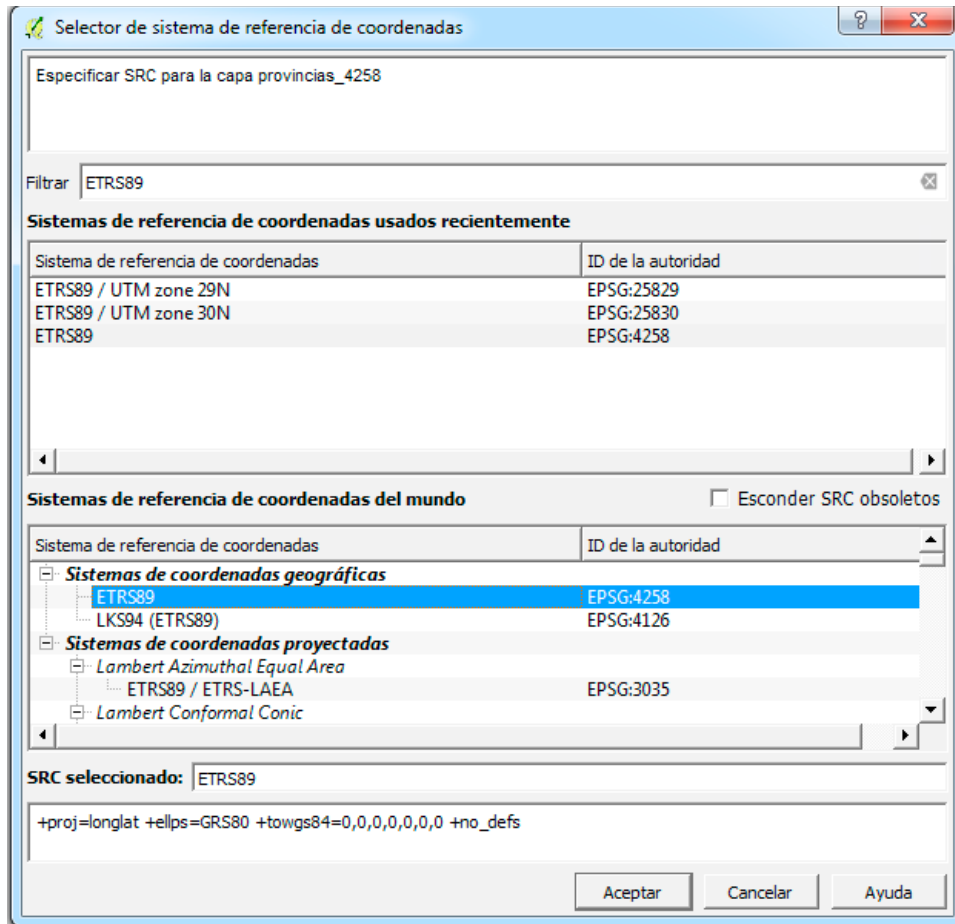 Selector de sistema de referencia de coordenadas
Especificar SRC para la capa provincias_4258
Filtrar ETRS89
Sistemas de referencia de coordenadas usados recientemente
Sistema de referencia de coordenadas ID de la autoridad
ETRS89 / UTM zone 29N EPSG:25829
ETRS89 / UTM zone 30N EPSG:25830
ETRS89 EPSG:4258
Sistemas de referencia de coordenadas del mundo Esconder SRC obsoletos
Sistema de referencia de coordenadas ID de la autoridad
Sistemas de coordenadas geográficas
ETRS89 EPSG:4258
LKS94 (ETRS89) EPSG:4126
Sistemas de coordenadas proyectadas
Lambert Azimuthal Equal Area
ETRS89 / ETRS-LAEA EPSG:3035
Lambert Conformal Conic
SRC seleccionado: ETRS89
+proj=longlat +ellps=GRS80 +towgs84=0,0,0,0,0,0,0 +no_defs
Aceptar Cancelar Ayuda